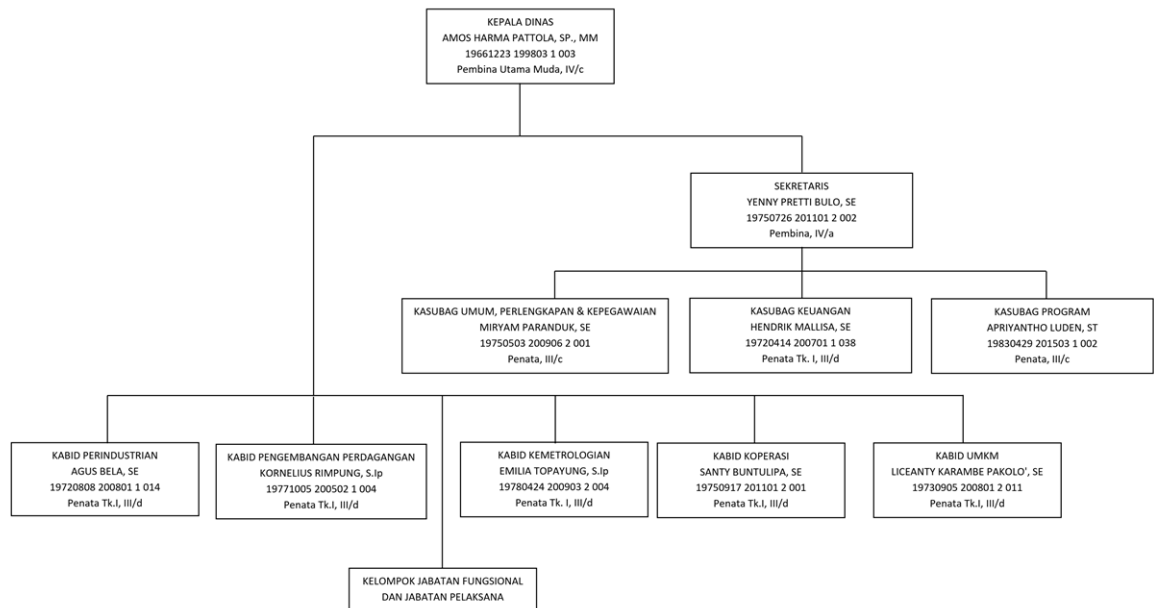 KEPALA DINAS
AMOS HARMA PATTOLA, SP., MM
19661223 199803 1 003
Pembina Utama Muda, IV/c
SEKRETARIS
YENNY PRETTI BULO, SE
19750726 201101 2 002
Pembina, IV/a
KASUBAG UMUM, PERLENGKAPAN & KEPEGAWAIAN
MIRYAM PARANDUK, SE
19750503 200906 2 001
Penata, III/c
KASUBAG KEUANGAN
HENDRIK MALLISA, SE
19720414 200701 1 038
Penata Tk. I, III/d
KASUBAG PROGRAM
APRIYANTHO LUDEN, ST
19830429 201503 1 002
Penata, III/c
KABID PERINDUSTRIAN
AGUS BELA, SE
19720808 200801 1 014
Penata Tk.I, III/d
KABID PENGEMBANGAN PERDAGANGAN
KORNELIUS RIMPUNG, S.Ip
19771005 200502 1 004
Penata Tk.I, III/d
KABID KEMETROLOGIAN
EMILIA TOPAYUNG, S.Ip
19780424 200903 2 004
Penata Tk. I, III/d
KABID KOPERASI
SANTY BUNTULIPA, SE
19750917 201101 2 001
Penata Tk.I, III/d
KABID UMKM
LICEANTY KARAMBE PAKOLO', SE
19730905 200801 2 011
Penata Tk.I, III/d
KELOMPOK JABATAN FUNGSIONAL
DAN JABATAN PELAKSANA